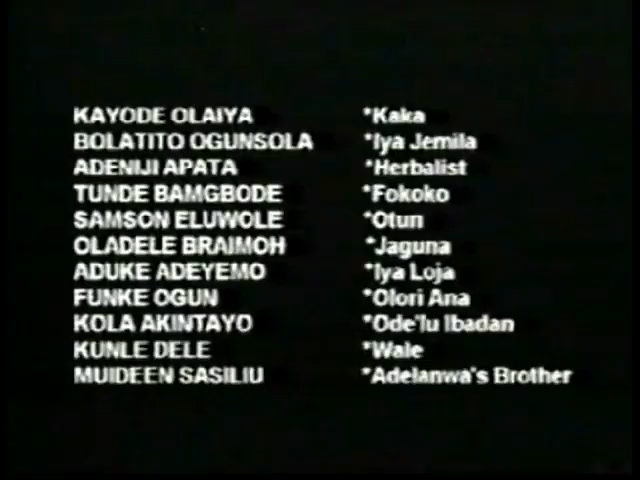 KAYODE OLAIYA *Kaka
BOLATITO OGUNSOLA *Iya Jemila
ADENIJI APATA *Herbalist
TUNDE BAMGBODE *Fokoko
SAMSON ELUWOLE *Otun
OLADELE BRAIMOH *Jaguna
ADUKE ADEYEMO *Iya Loja
FUNKE OGUN *Olori Ana
KOLA AKINTAYO *Ode'lu Ibadan
KUNLE DELE *Wale
MUIDEEN SASILIU *Adelanwa's Brother